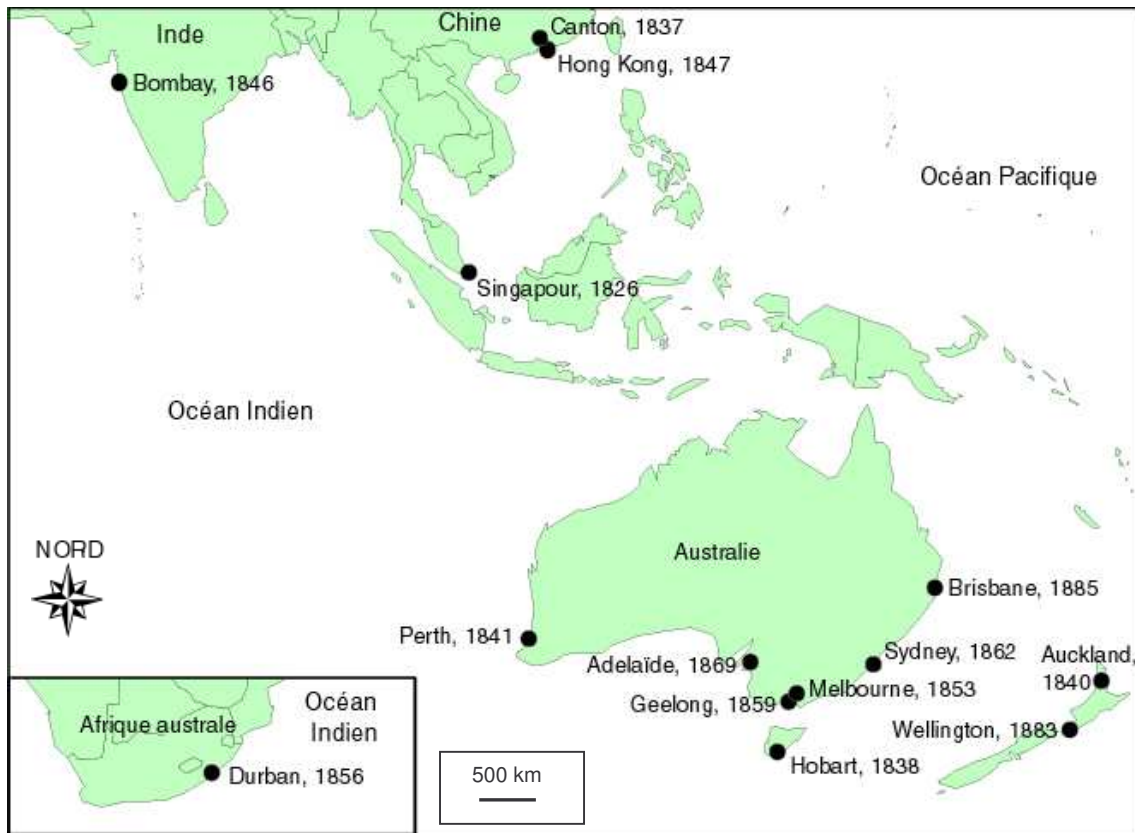 Chine
Canton, 1837
Inde
Hong Kong, 1847
Bombay, 1846
Océan Pacifique
Singapour, 1826
Océan Indien
NORD
Australie
Brisbane, 1885
Perth, 1841
Adelaïde, 1869
Sydney, 1862
Auckland,
1840
Geelong, 1859
Melbourne, 1853
Wellington, 1883
Hobart, 1838
Océan
Indien
Afrique australe
Durban, 1856
500 km